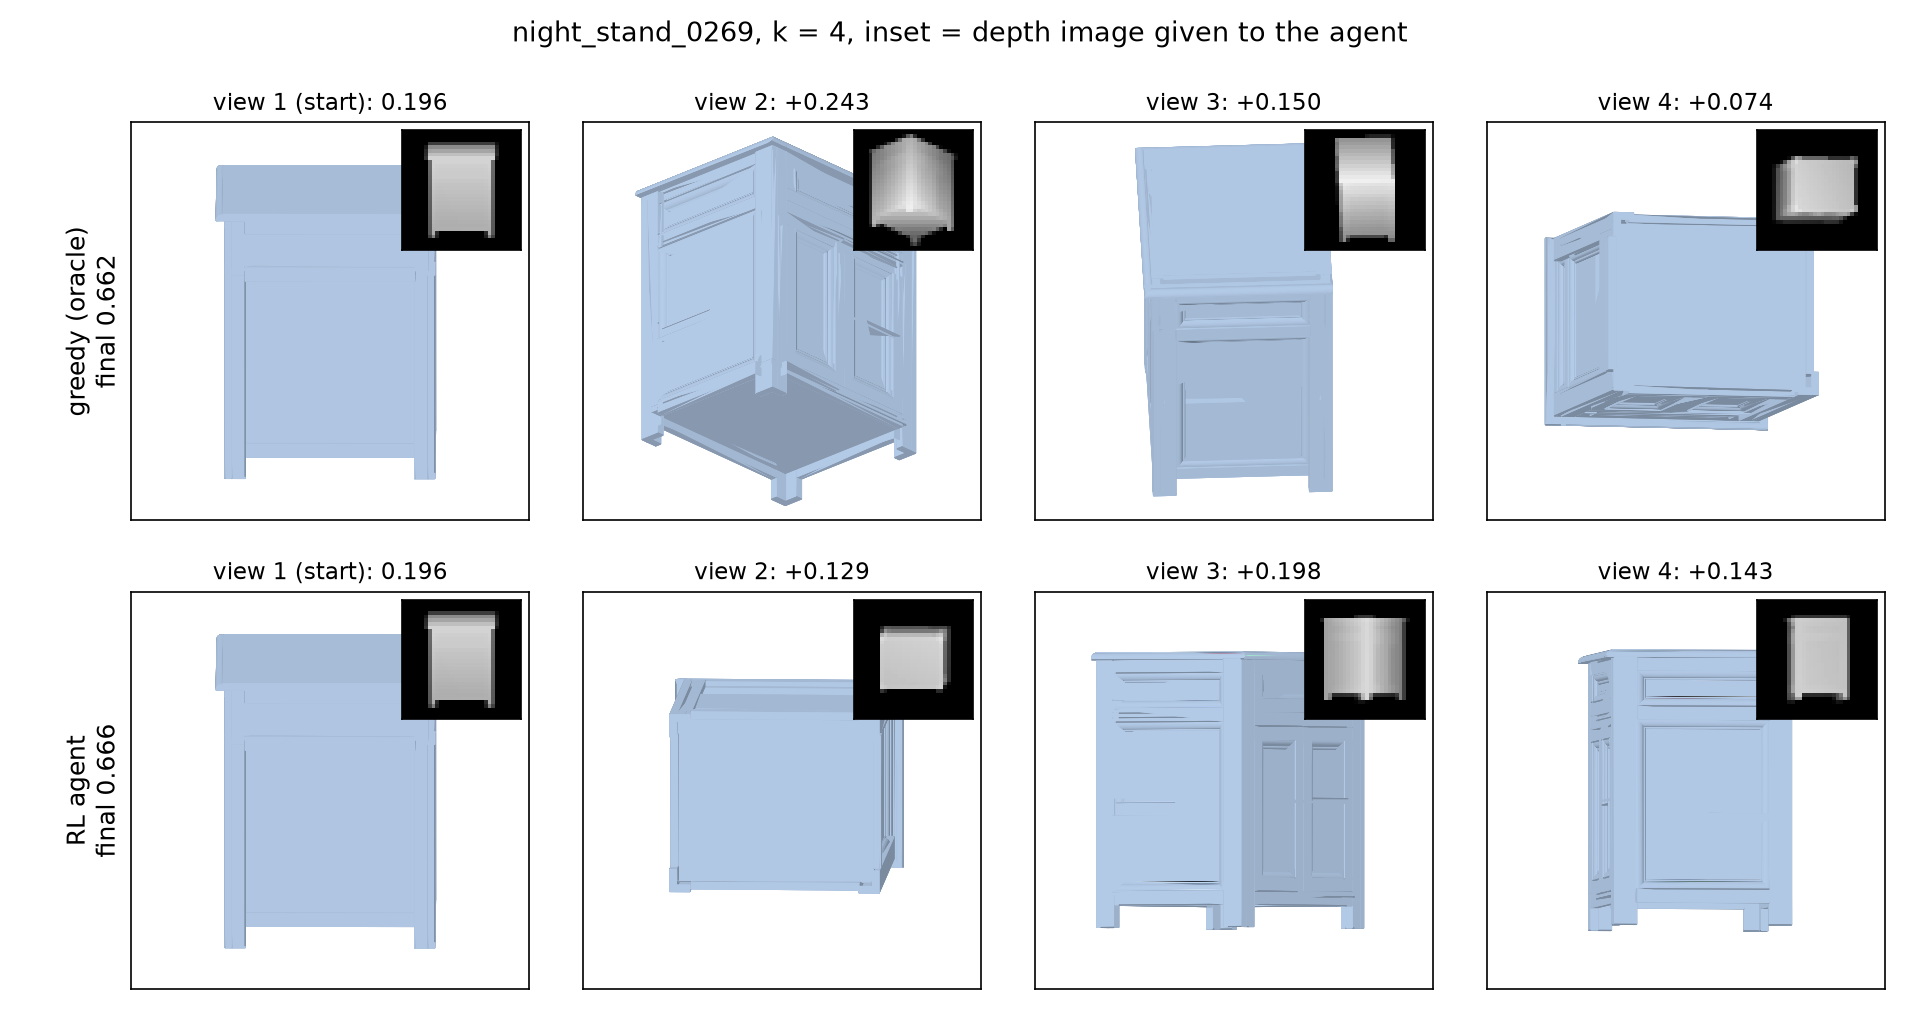 night_stand_0269, k = 4, inset = depth image given to the agent
greedy (oracle)
final 0.662
view 1 (start): 0.196
view 2: +0.243
view 3: +0.150
view 4: +0.074
RL agent
final 0.666
view 1 (start): 0.196
view 2: +0.129
view 3: +0.198
view 4: +0.143